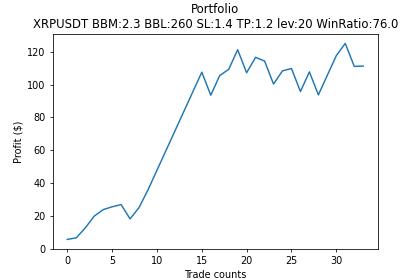 Portfolio
XRPUSDT BBM:2.3 BBL:260 SL:1.4 TP:1.2 lev:20 WinRatio:76.0
120
100
80
60
40
20
0
Profit ($)
0 5 10 15 20 25 30
Trade counts